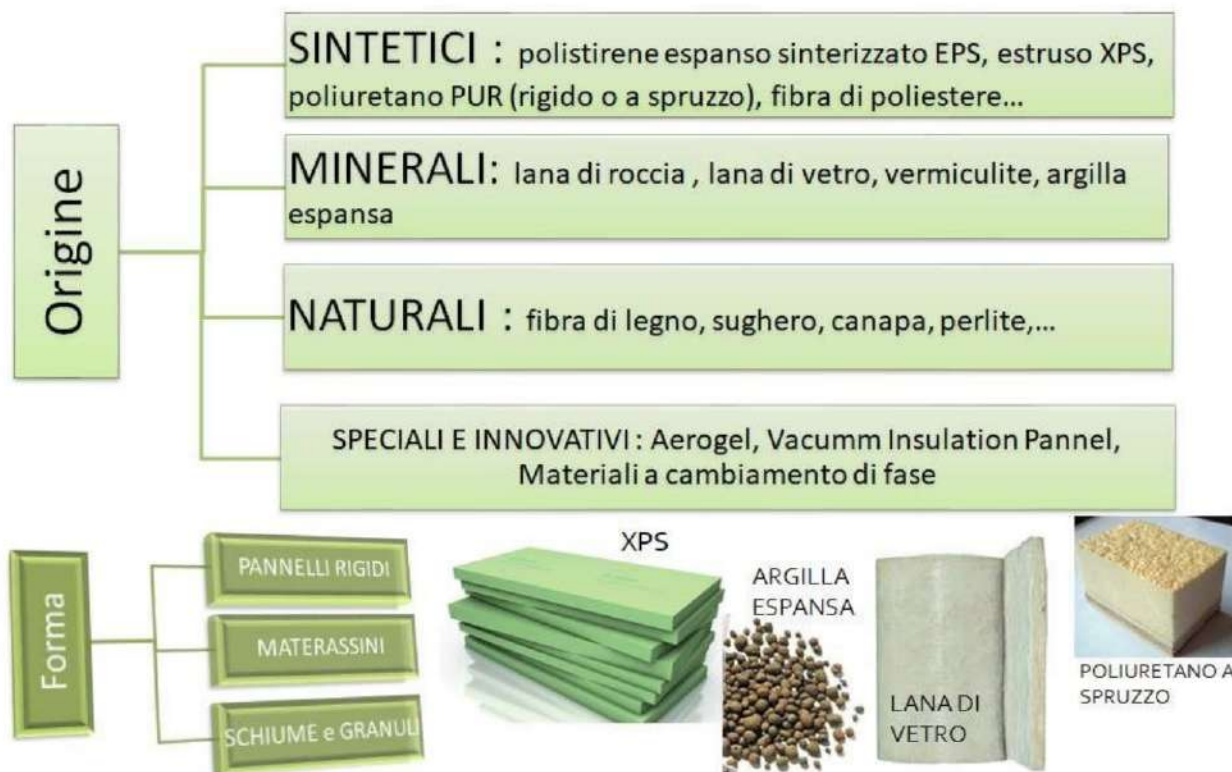 Origine
SINTETICI : polistirene espanso sinterizzato EPS, estruso XPS,
poliuretano PUR (rigido o a spruzzo), fibra di poliestere...
MINERALI: lana di roccia , lana di vetro, vermiculite, argilla
espansa
NATURALI : fibra di legno, sughero, canapa, perlite,...
SPECIALI E INNOVATIVI : Aerogel, Vacumm Insulation Pannel,
Materiali a cambiamento di fase
Forma
PANNELLI RIGIDI
MATERASSINI
SCHIUME e GRANULI
XPS
ARGILLA
ESPANSA
LANA DI
VETRO
POLIURETANO A
SPRUZZO